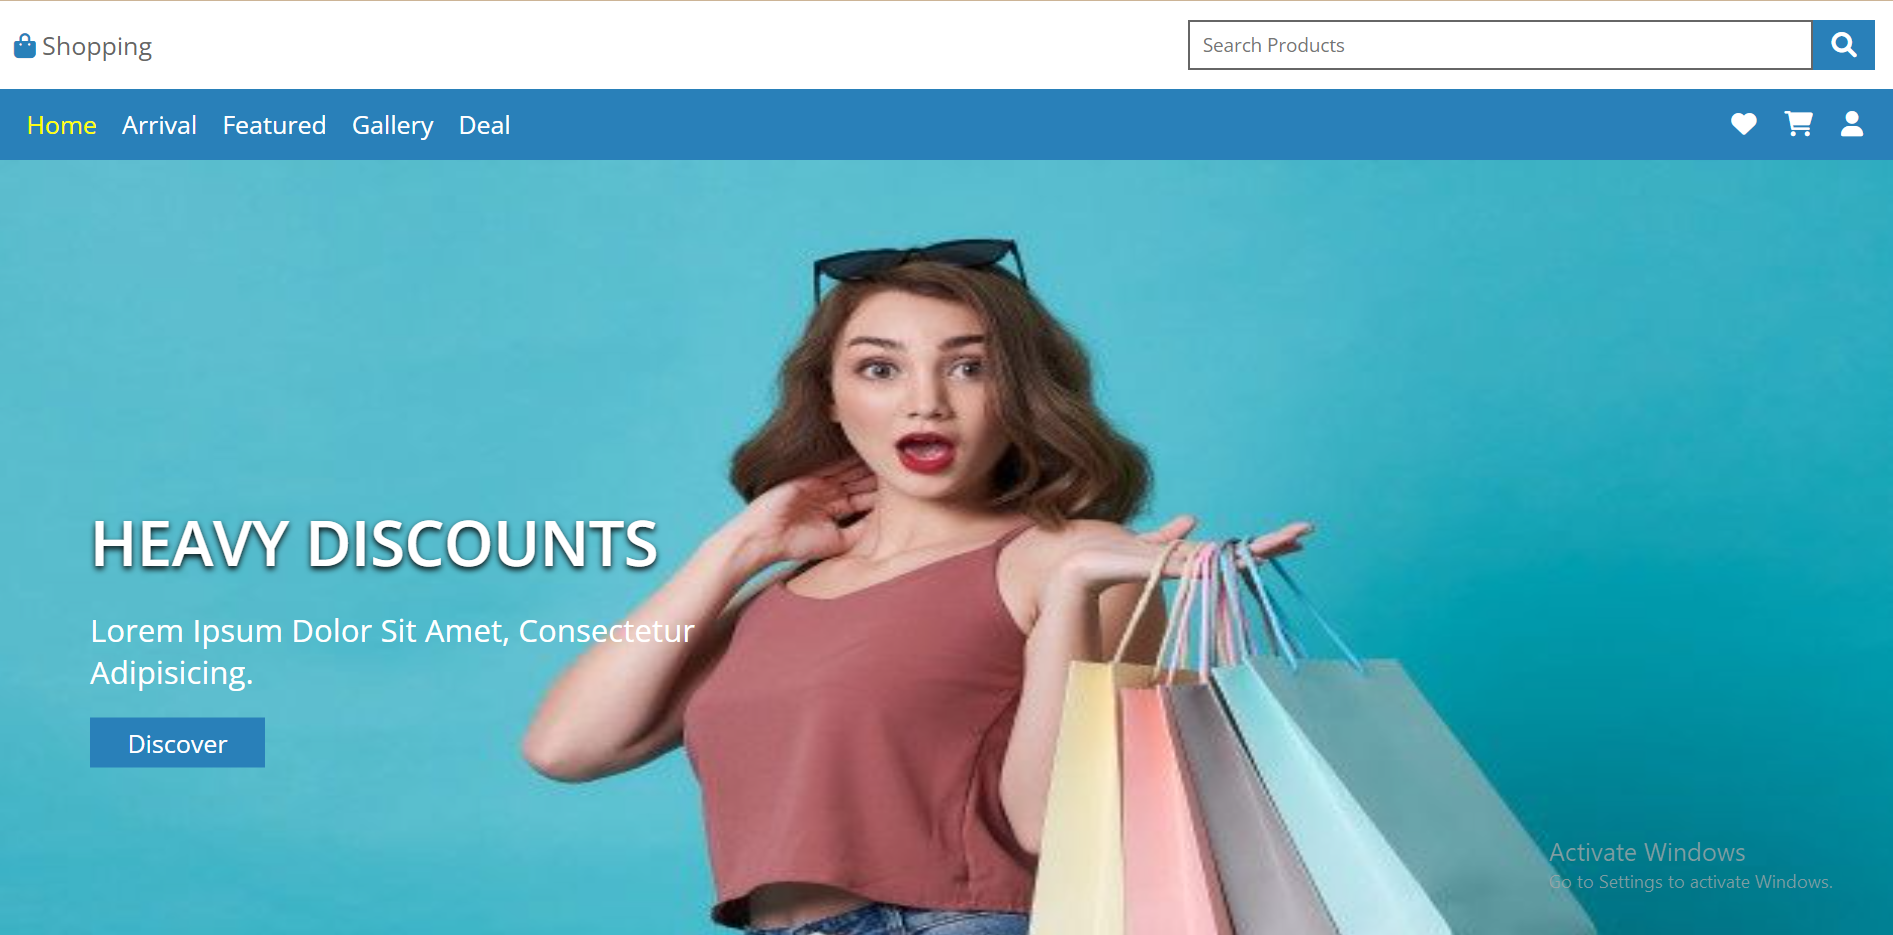 Shopping
Search Products
Home Arrival Featured Gallery Deal
HEAVY DISCOUNTS
Lorem Ipsum Dolor Sit Amet, Consectetur
Adipisicing.
Discover
Activate Windows
Go to Settings to activate Windows.